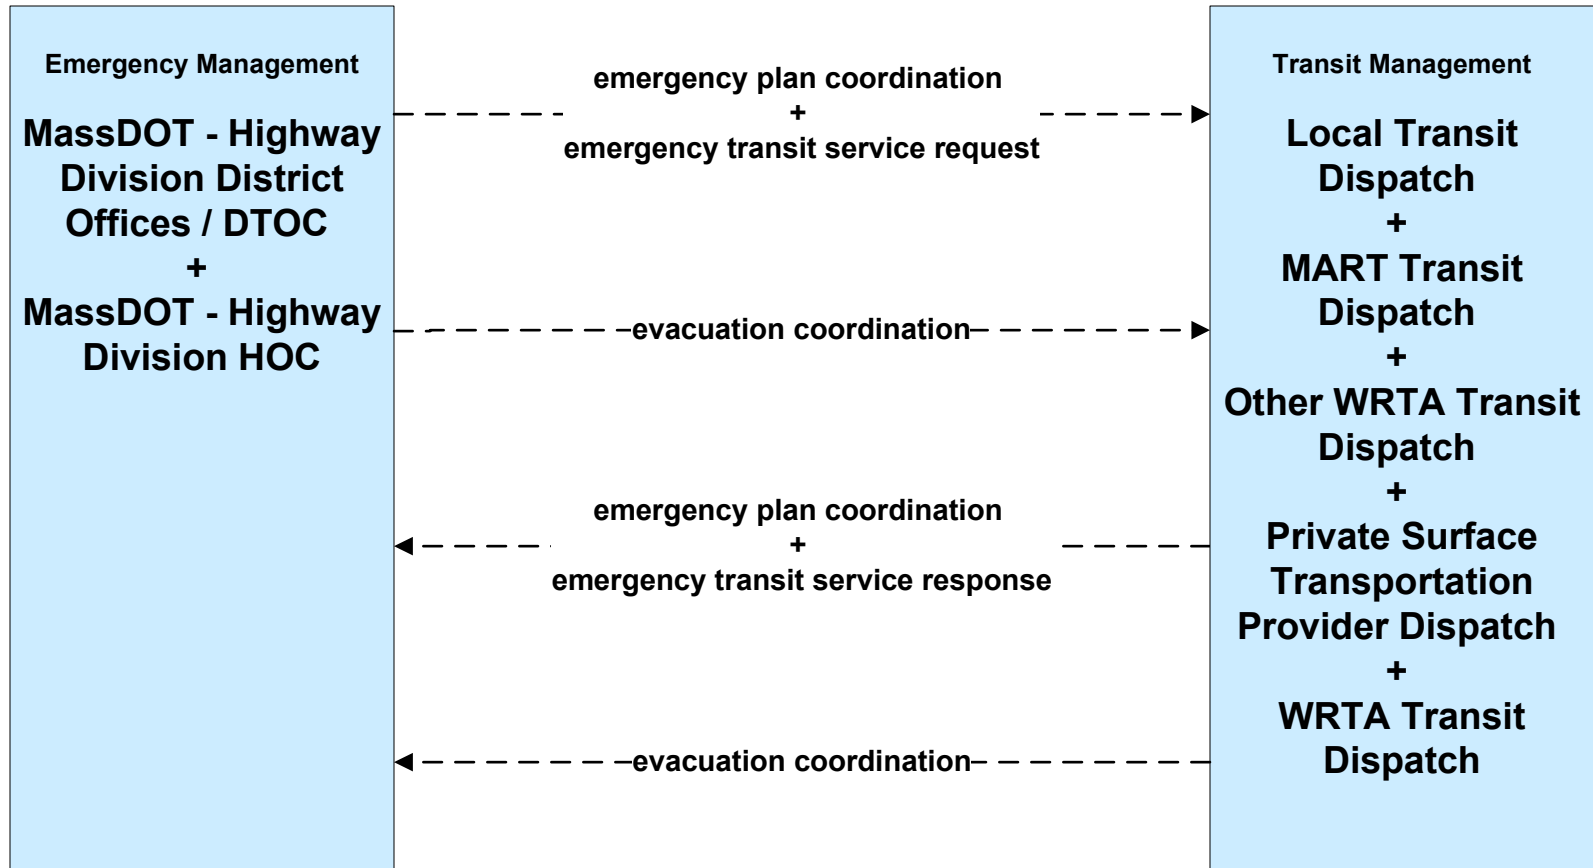 Emergency Management
MassDOT - Highway
Division District
Offices / DTOC
+
MassDOT - Highway
Division HOC
emergency plan coordination
+
emergency transit service request
evacuation coordination
emergency plan coordination
+
emergency transit service response
evacuation coordination
Transit Management
Local Transit
Dispatch
+
MART Transit
Dispatch
+
Other WRTA Transit
Dispatch
+
Private Surface
Transportation
Provider Dispatch
+
WRTA Transit
Dispatch